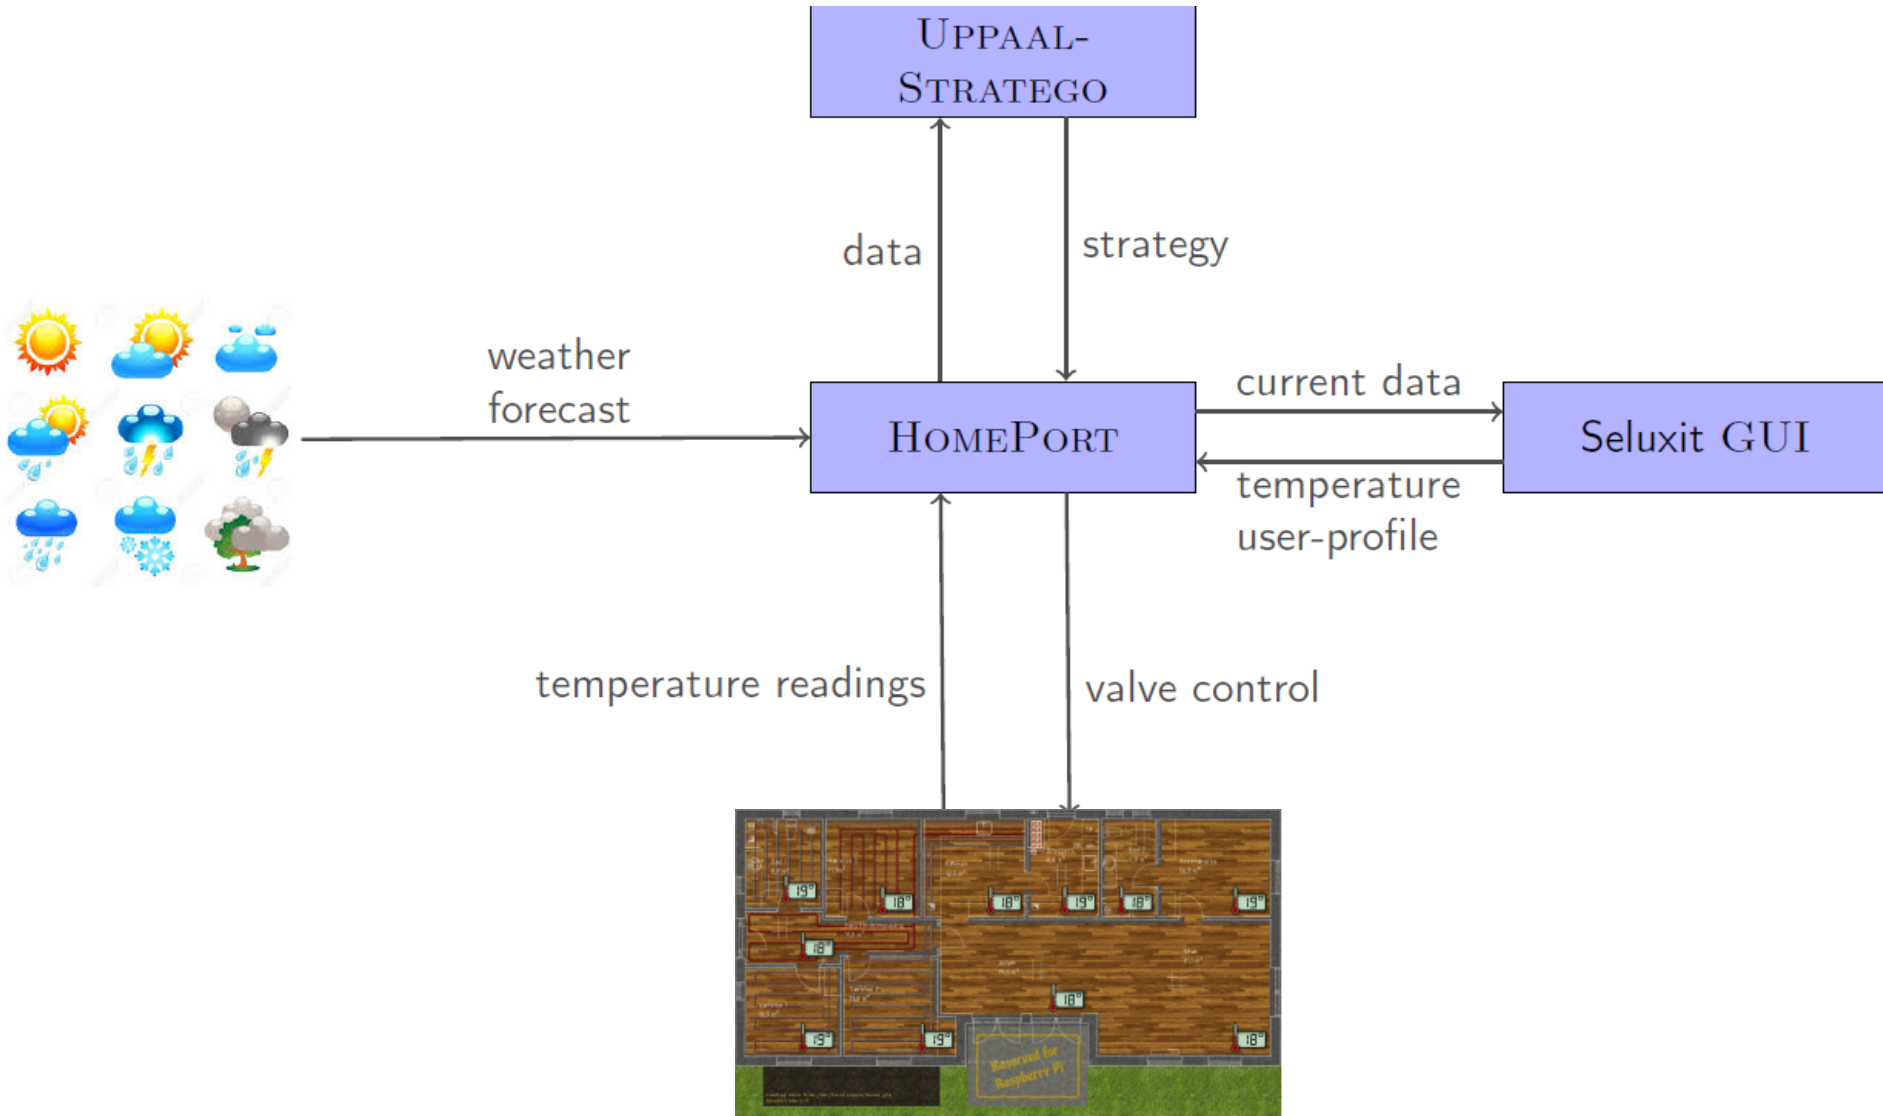 UPPAAL-
STRATEGO
data
strategy
weather
forecast
HOMEPORT
current data
Seluxit GUI
temperature
user-profile
temperature readings
valve control
19°
18°
18°
19°
18°
19°
18°
18°
19°
19°
18°
Reserved for
Raspberry Pi